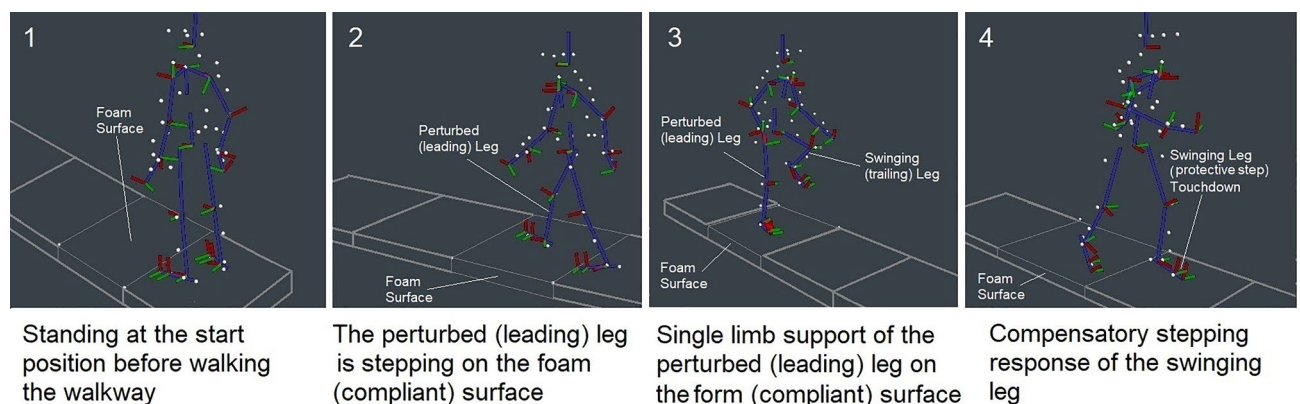 1
Foam
Surface
2
Perturbed
(leading) Leg
Foam
Surface
3
Perturbed
(leading) Leg
Swinging
(trailing) Leg
Foam
Surface
4
Swinging Leg
(protective step)
Touchdown
Foam
Surface
Standing at the start
position before walking
the walkway
The perturbed (leading) leg
is stepping on the foam
(compliant) surface
Single limb support of the
perturbed (leading) leg on
the form (compliant) surface
Compensatory stepping
response of the swinging
leg